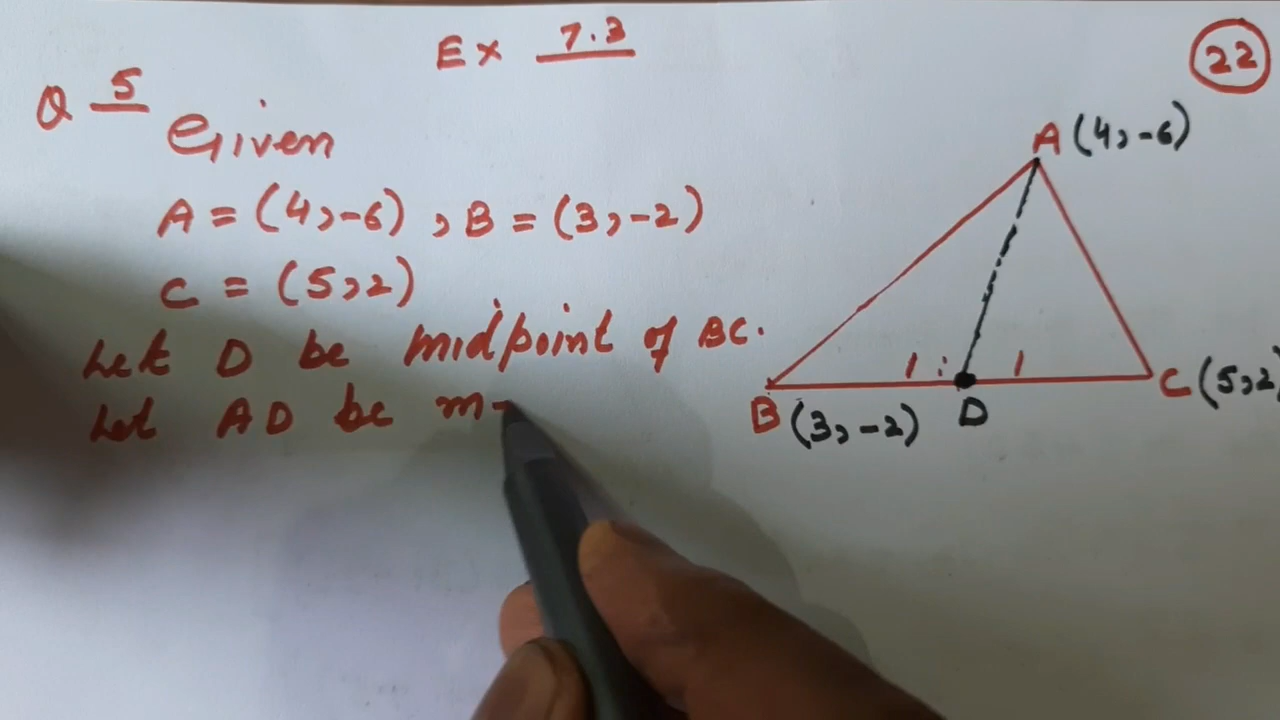 Ex 7.3
22
Q 5
Given
A = (4,-6) , B = (3,-2)
C = (5,2)
Let D be midpoint of BC.
Let AD be m
A (4,-6)
1 : 1
B (3,-2)
D
C (5,2)